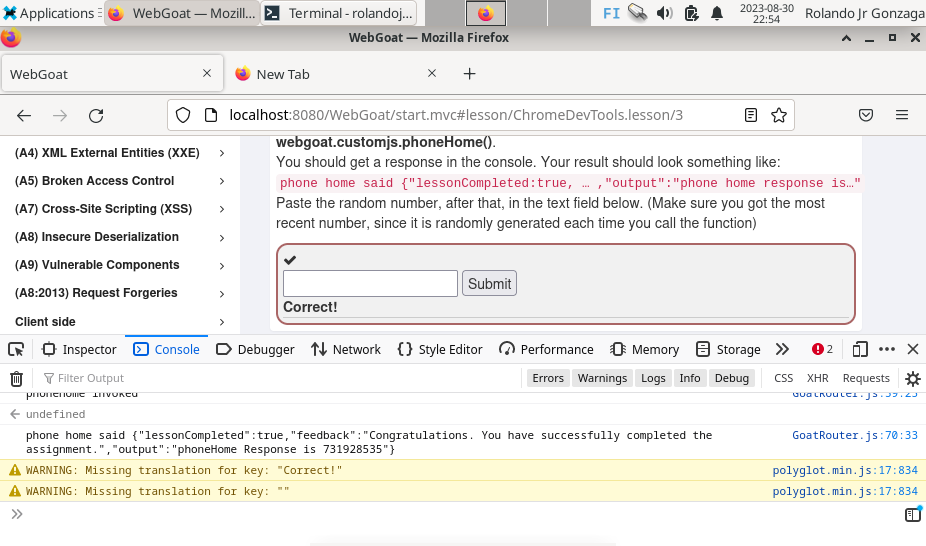 Applications
WebGoat — Mozill...
Terminal - rolandoj...
FI
2023-08-30
22:54
Rolando Jr Gonzaga
WebGoat — Mozilla Firefox
WebGoat
New Tab
localhost:8080/WebGoat/start.mvc#lesson/ChromeDevTools.lesson/3
(A4) XML External Entities (XXE)
(A5) Broken Access Control
(A7) Cross-Site Scripting (XSS)
(A8) Insecure Deserialization
(A9) Vulnerable Components
(A8:2013) Request Forgeries
Client side
webgoat.customjs.phoneHome().
You should get a response in the console. Your result should look something like:
phone home said {"lessonCompleted:true, … ,"output":"phone home response is…"
Paste the random number, after that, in the text field below. (Make sure you got the most
recent number, since it is randomly generated each time you call the function)
Submit
Correct!
Inspector
Console
Debugger
Network
Style Editor
Performance
Memory
Storage
2
Filter Output
Errors
Warnings
Logs
Info
Debug
CSS
XHR
Requests
phoneHome invoked
GoatRouter.js:59:25
undefined
phone home said {"lessonCompleted":true,"feedback":"Congratulations. You have successfully completed the
assignment.","output":"phoneHome Response is 731928535"}
GoatRouter.js:70:33
WARNING: Missing translation for key: "Correct!"
polyglot.min.js:17:834
WARNING: Missing translation for key: ""
polyglot.min.js:17:834